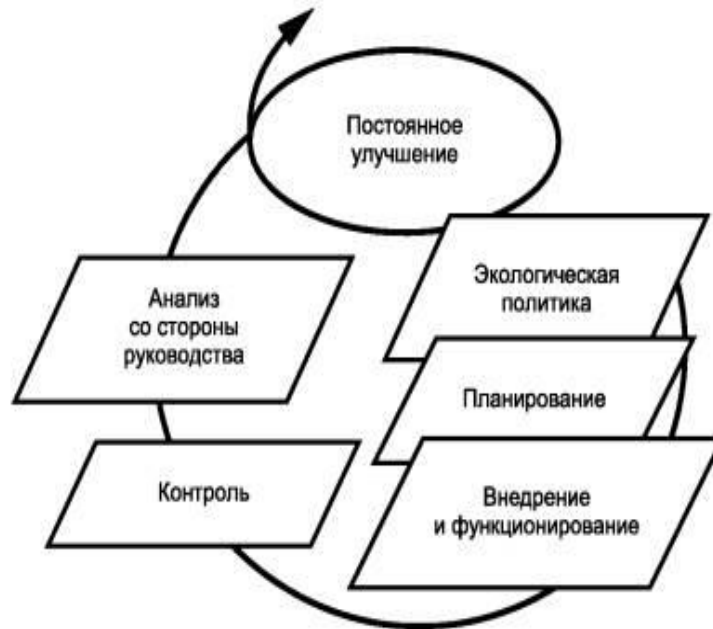 Постоянное
улучшение
Экологическая
политика
Планирование
Внедрение
и функционирование
Контроль
Анализ
со стороны
руководства